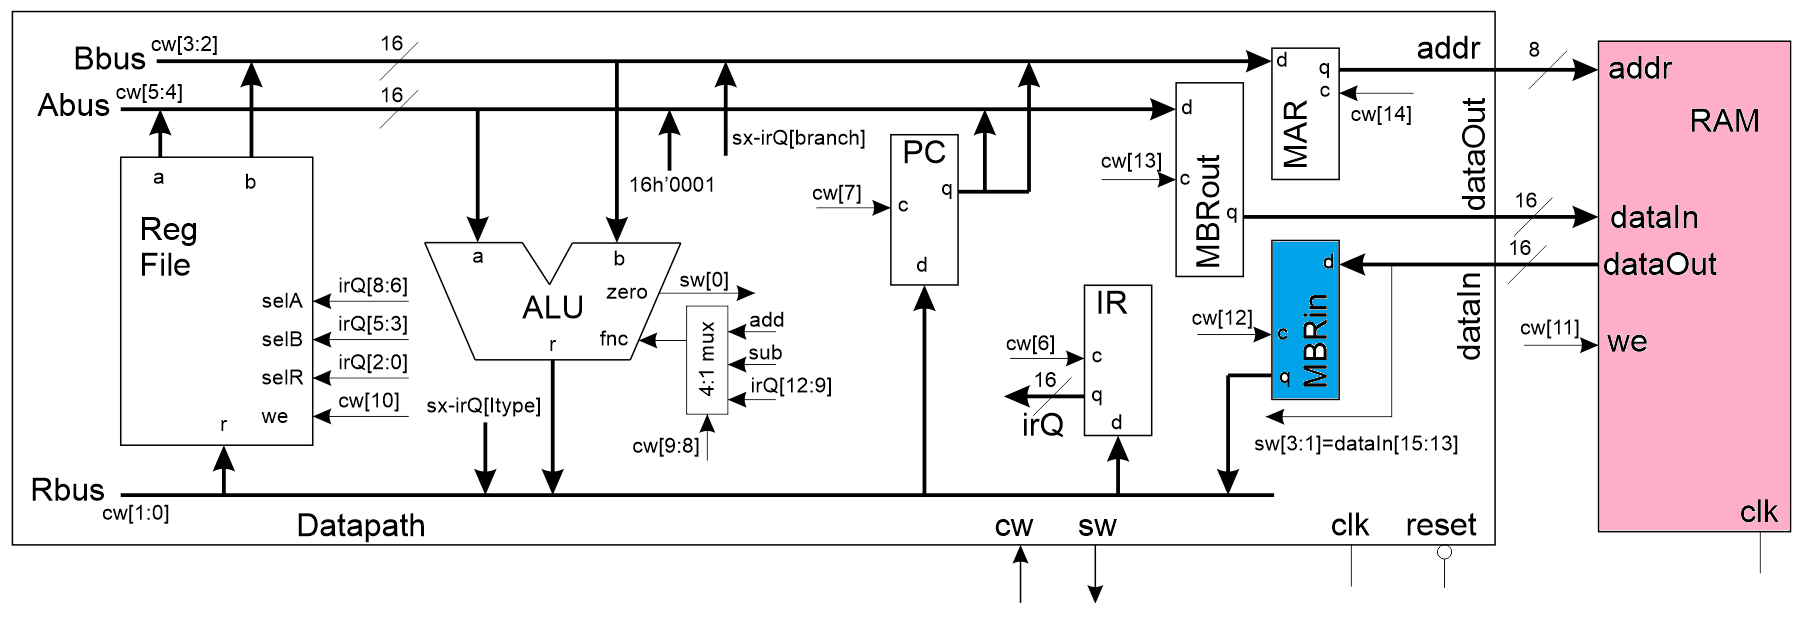 Bbus cw[3:2] 16
Abus cw[5:4] 16
addr 8 addr
RAM
d q c MAR
cw[14]
d c q MBRout
cw[13]
dataOut
16 dataIn
16 dataOut
dataIn
a b
Reg
File
selA irQ[8:6]
selB irQ[5:3]
selR irQ[2:0]
we cw[10]
r
a b
zero sw[0]
ALU
fnc
r
4:1 mux
add
sub
irQ[12:9]
cw[9:8]
sx-irQ[Itype]
16h'0001
sx-irQ[branch]
PC
q
cw[7] c
d
IR
cw[6] c
16 q
irQ d
d
cw[12] c
MBRin
q
sw[3:1]=dataIn[15:13]
cw[11] we
clk
Rbus
cw[1:0]
Datapath cw sw clk reset